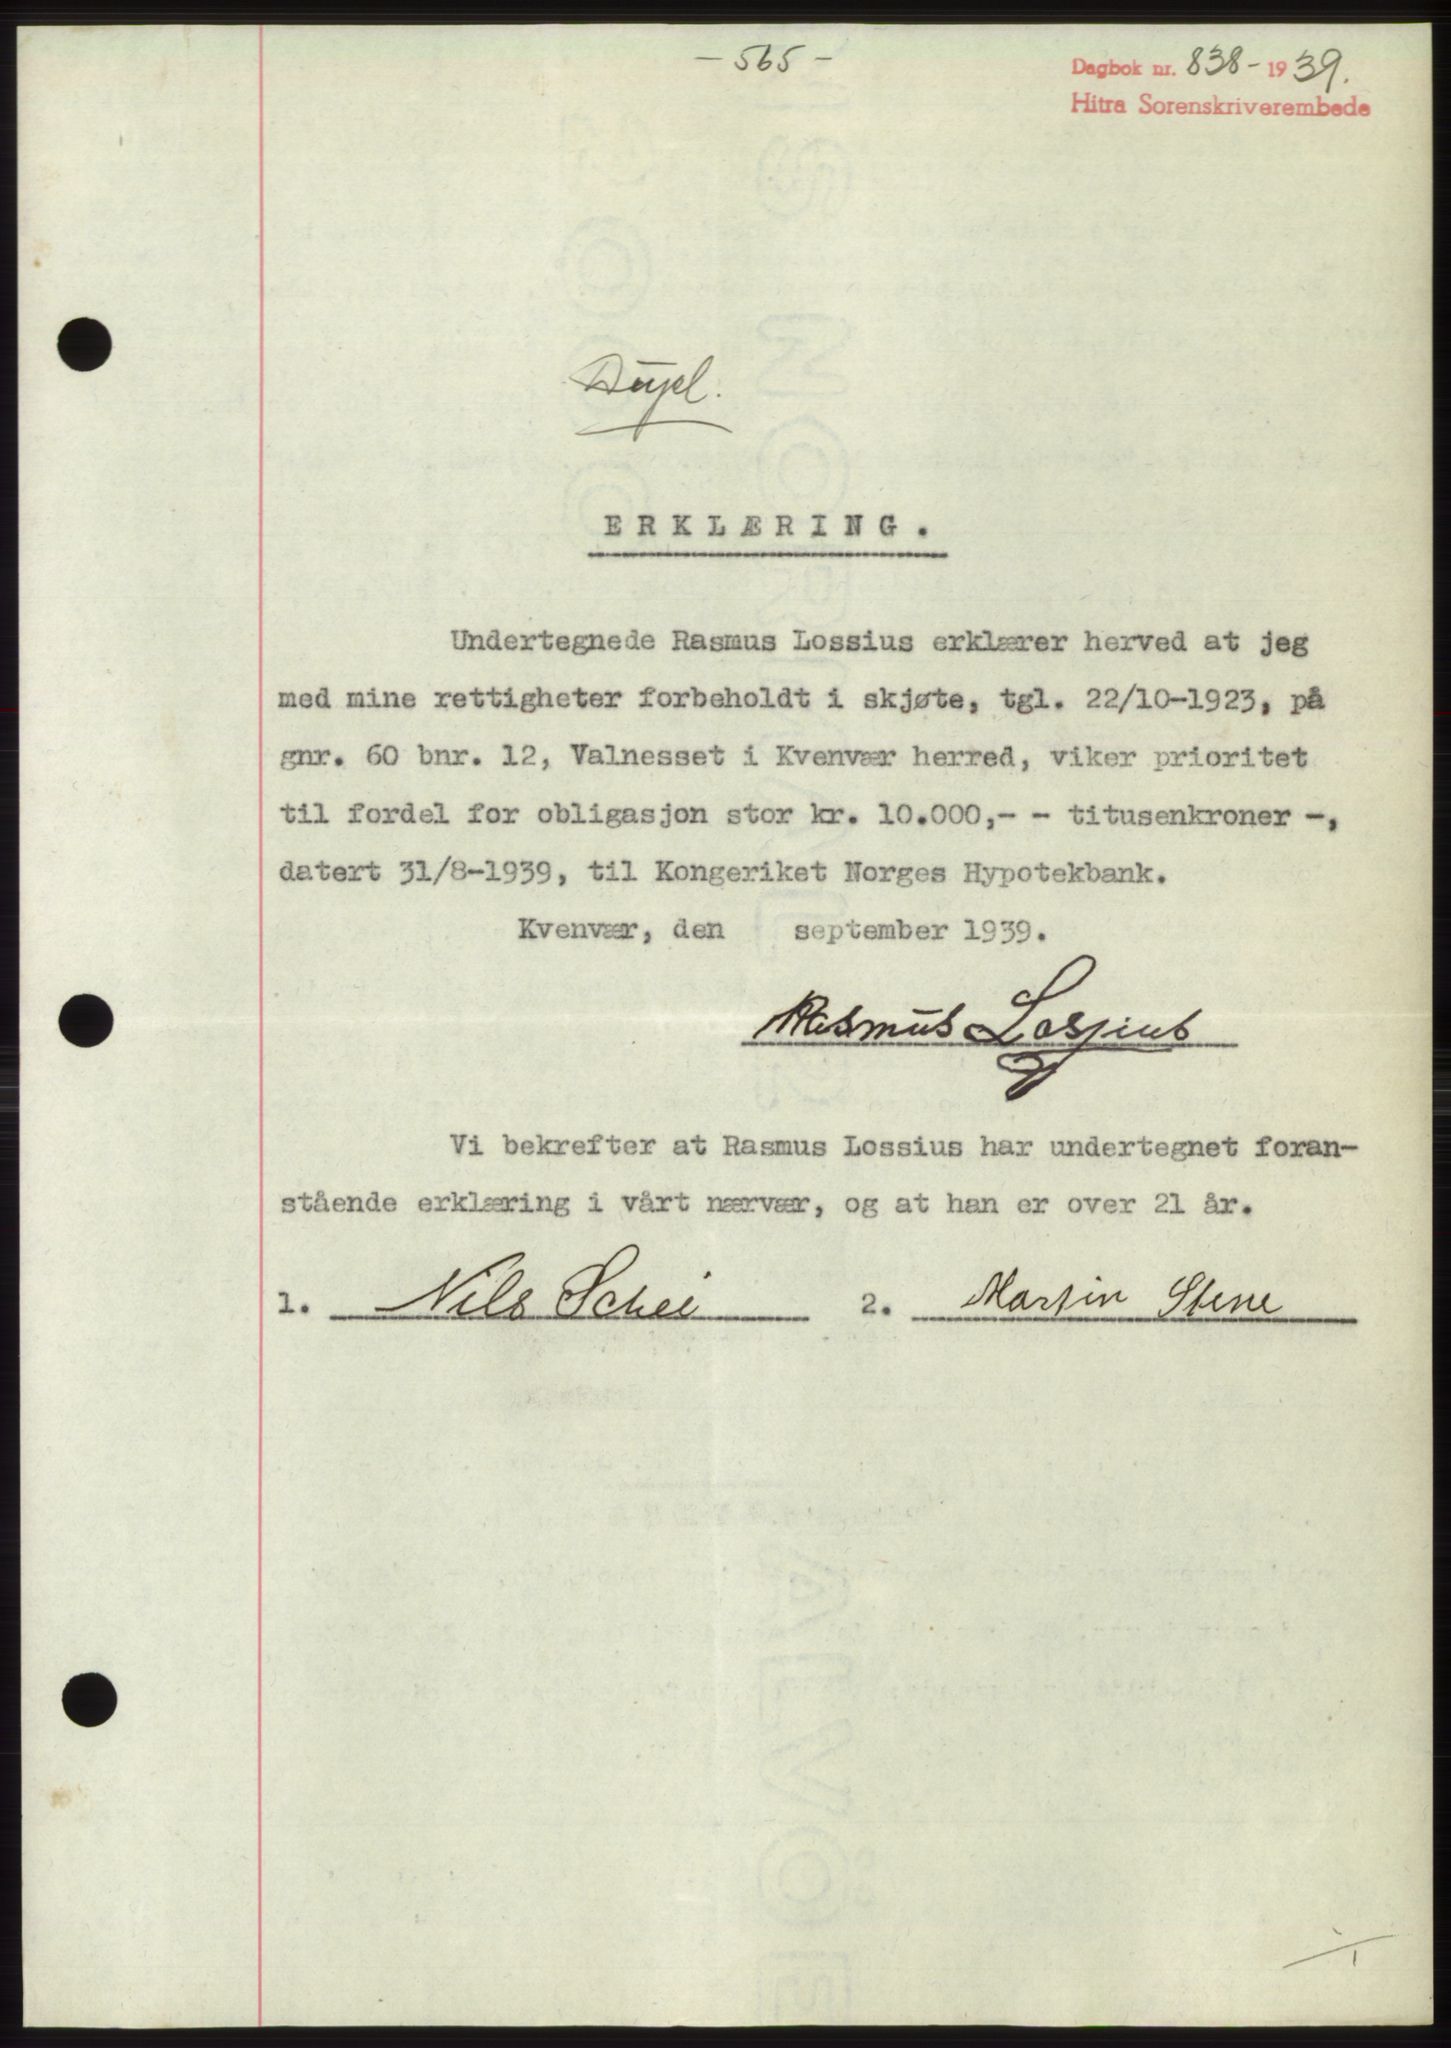 - 565 -
Dagbok nr. 838 - 1939.
Hitra Sorenskriverembede
ERKLÆRING.
Undertegnede Rasmus Lossius erklærer herved at jeg
med mine rettigheter forbeholdt i skjøte, tgl. 22/10-1923, på
gnr. 60 bnr. 12, Valnesset i Kvenvær herred, viker prioritet
til fordel for obligasjon stor kr. 10.000,- - titusenkroner -,
datert 31/8-1939, til Kongeriket Norges Hypotekbank.
Kvenvær, den september 1939.
Rasmus Lossius
Vi bekrefter at Rasmus Lossius har undertegnet foran-
stående erklæring i vårt nærvær, og at han er over 21 år.
1. Nils Schei 2. Martin Stene